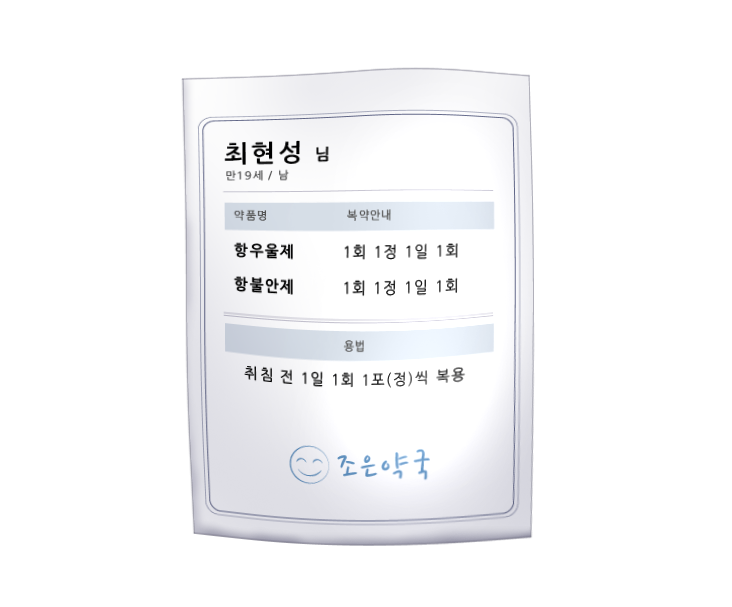 최현성 님
만19세 / 남
약품명 복약안내
항우울제 1회 1정 1일 1회
항불안제 1회 1정 1일 1회
용법
취침 전 1일 1회 1포(정)씩 복용
조은약국